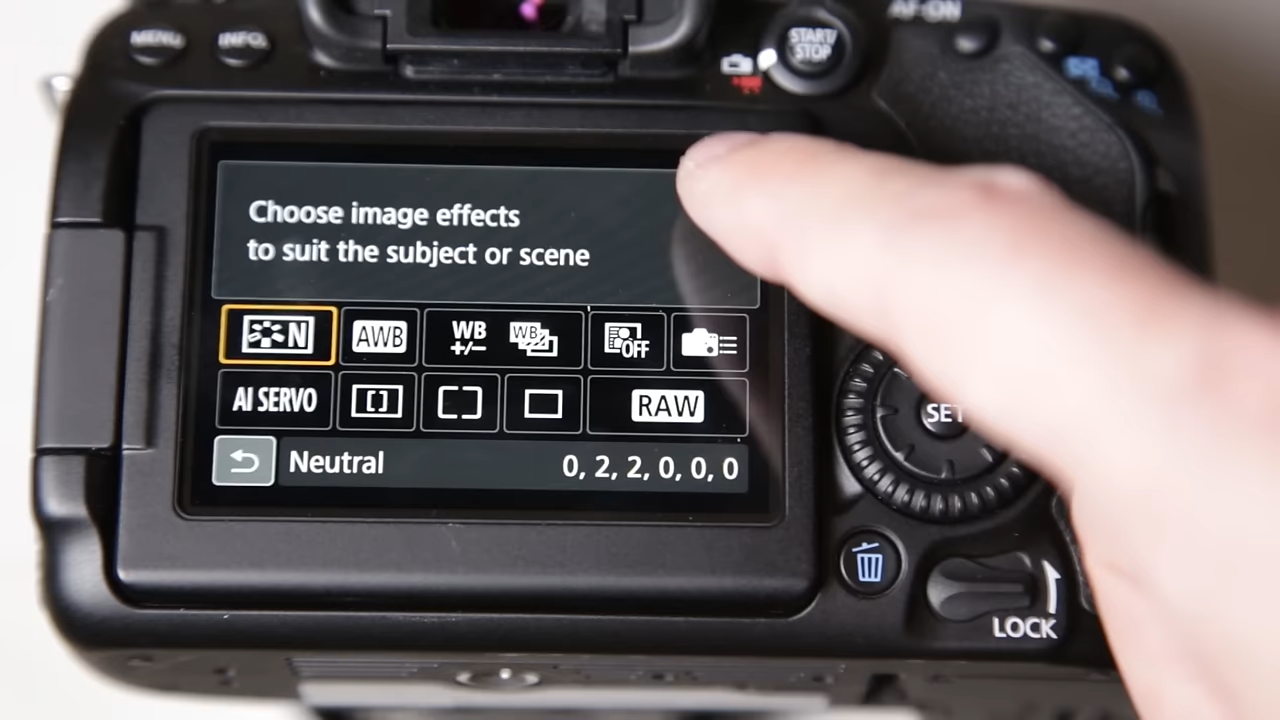 MENU
INFO.
START/
STOP
AF-ON
Choose image effects
to suit the subject or scene
N
AWB
WB
+/−
WB
OFF
AI SERVO
RAW
SET
Neutral
0, 2, 2, 0, 0, 0
LOCK